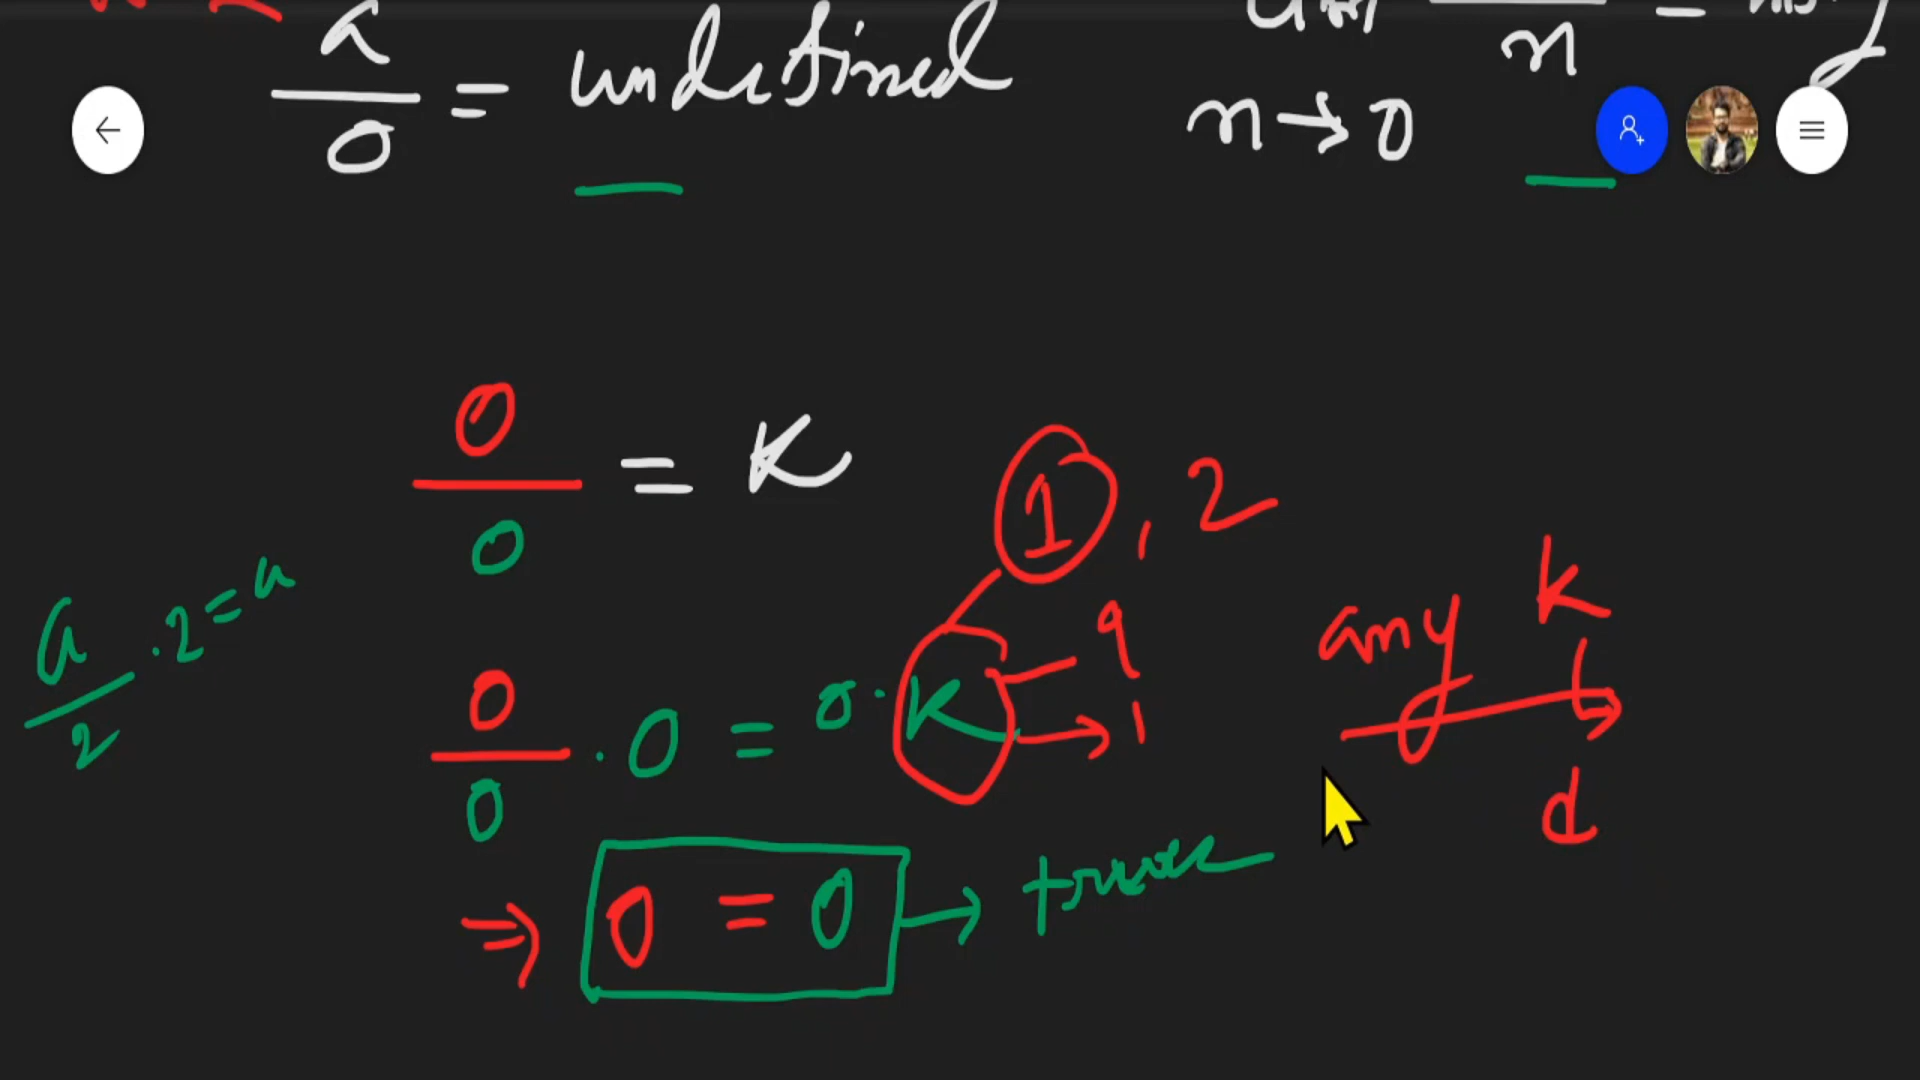 a/0 = undefined
n
n→0
0/0 = K
1, 2
a/2 · 2 = a
any k
0/0 · 0 = 0 · K
9
1
d
⇒ 0 = 0 → true